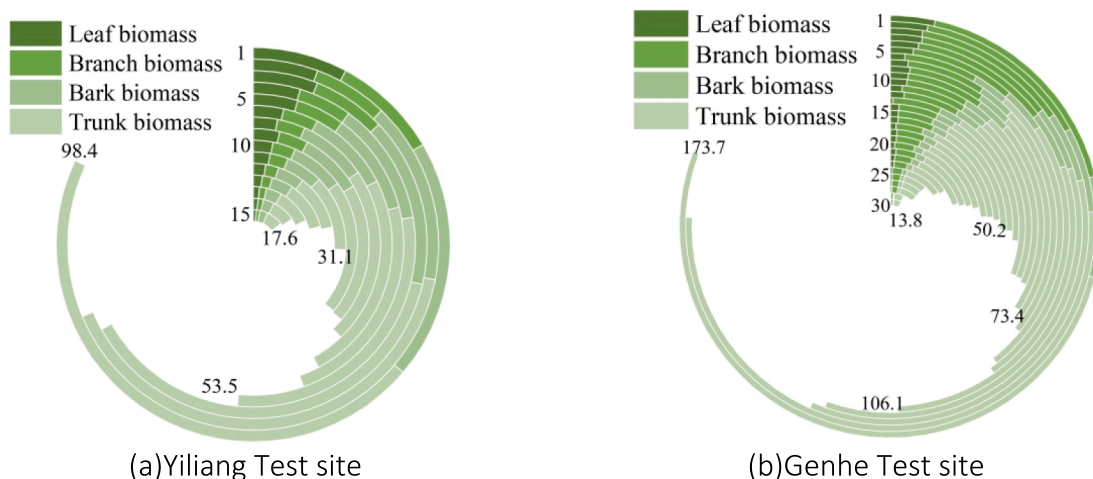 Leaf biomass
Branch biomass
Bark biomass
Trunk biomass
1
5
10
15
98.4
17.6
31.1
53.5
(a)Yiliang Test site
Leaf biomass
Branch biomass
Bark biomass
Trunk biomass
1
5
10
15
20
25
30
173.7
13.8
50.2
73.4
106.1
(b)Genhe Test site